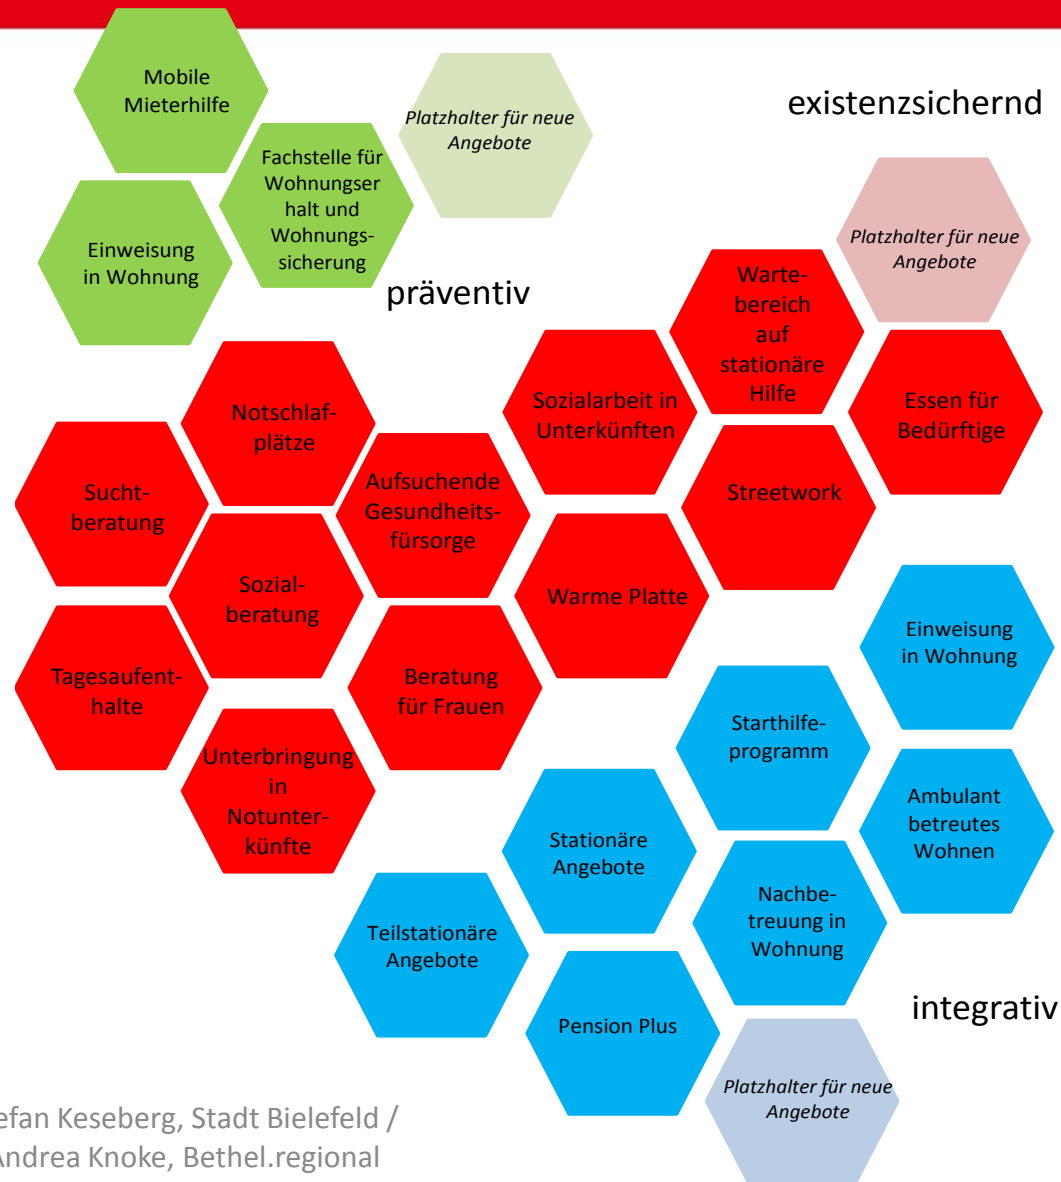 Mobile
Mieterhilfe
Platzhalter für neue
Angebote
existenzsichernd
Fachstelle für
Wohnungser
halt und
Wohnungs-
sicherung
Einweisung
in Wohnung
präventiv
Platzhalter für neue
Angebote
Warte-
bereich
auf
stationäre
Hilfe
Notschlaf-
plätze
Sozialarbeit in
Unterkünften
Essen für
Bedürftige
Sucht-
beratung
Aufsuchende
Gesundheits-
fürsorge
Streetwork
Sozial-
beratung
Warme Platte
Einweisung
in Wohnung
Tagesaufent-
halte
Beratung
für Frauen
Starthilfe-
programm
Unterbringung
in
Notunter-
künfte
Ambulant
betreutes
Wohnen
Stationäre
Angebote
Nachbe-
treuung in
Wohnung
Teilstationäre
Angebote
integrativ
Pension Plus
Platzhalter für neue
Angebote
efan Keseberg, Stadt Bielefeld /
Andrea Knoke, Bethel.regional